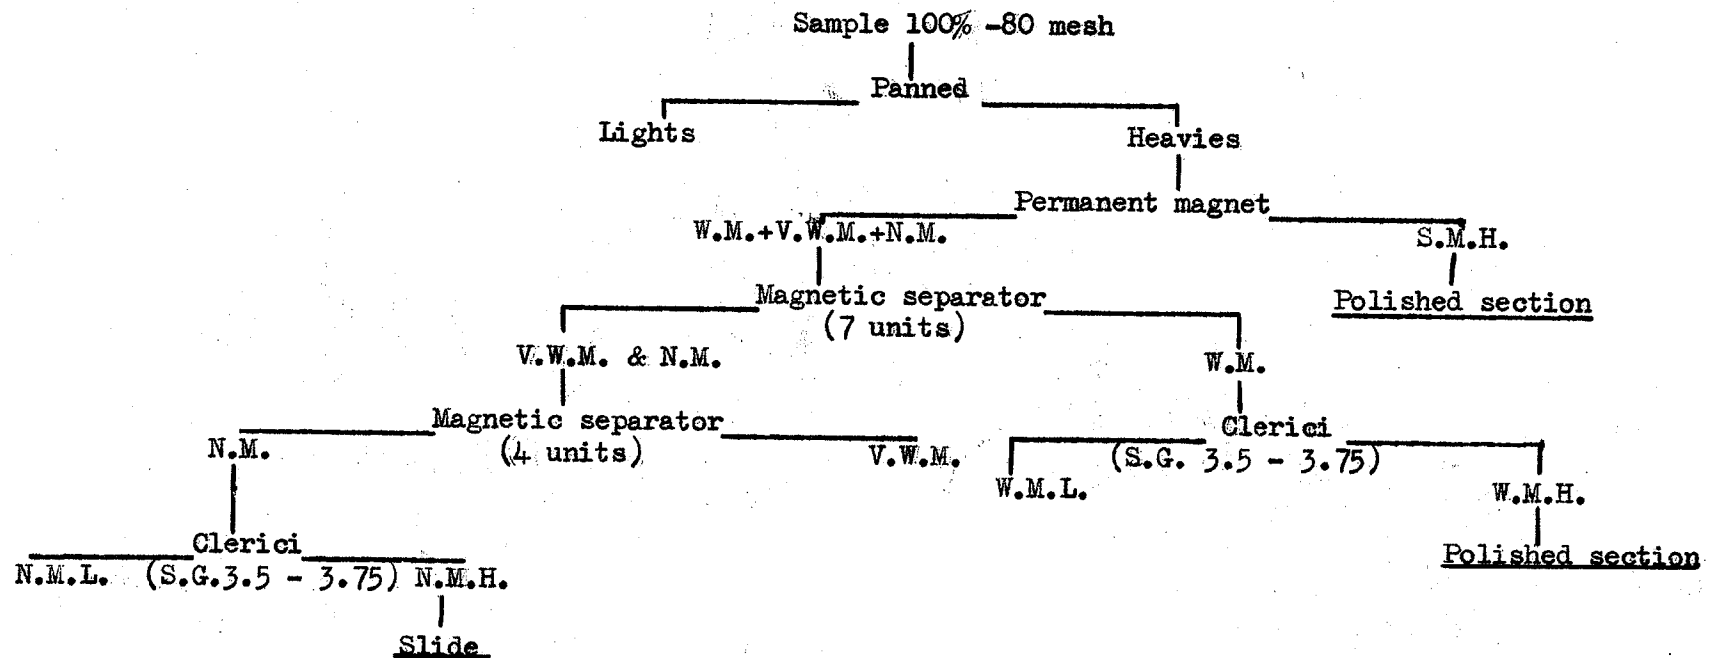 Sample 100% -80 mesh
Panned
Lights
Heavies
Permanent magnet
W.M.+V.W.M.+N.M.
S.M.H.
Magnetic separator
(7 units)
Polished section
V.W.M. & N.M.
W.M.
Magnetic separator
(4 units)
N.M.
V.W.M.
Clerici
(S.G. 3.5 - 3.75)
W.M.L.
W.M.H.
Clerici
(S.G.3.5 - 3.75)
N.M.L.
N.M.H.
Polished section
Slide